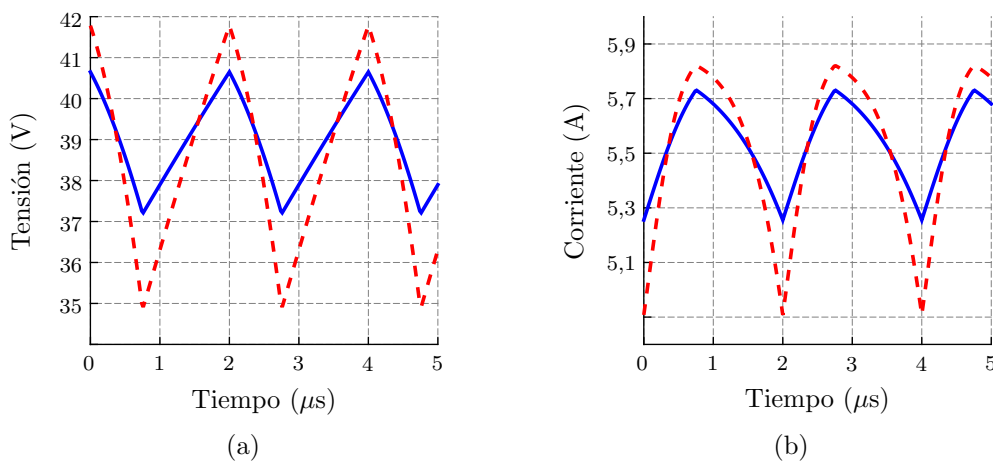 Tensión (V)
42
41
40
39
38
37
36
35
0 1 2 3 4 5
Tiempo (μs)
(a)
Corriente (A)
5,9
5,7
5,5
5,3
5,1
0 1 2 3 4 5
Tiempo (μs)
(b)